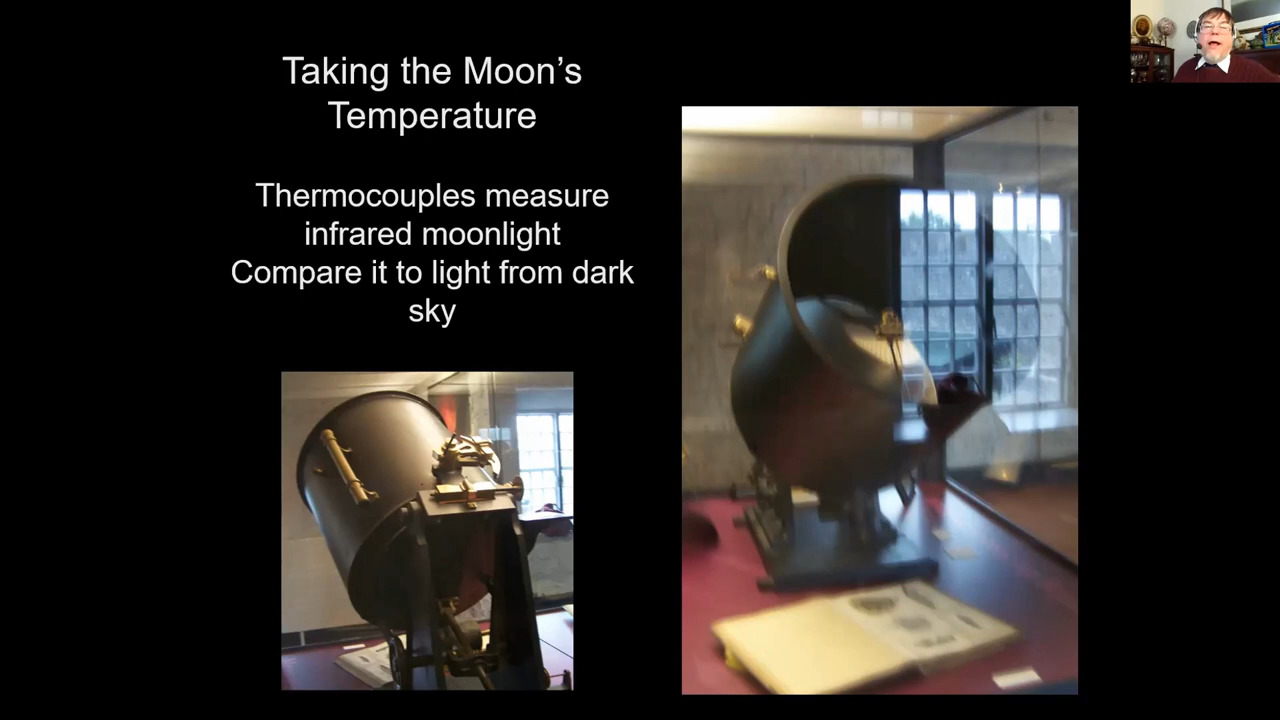 Taking the Moon’s
Temperature
Thermocouples measure
infrared moonlight
Compare it to light from dark
sky